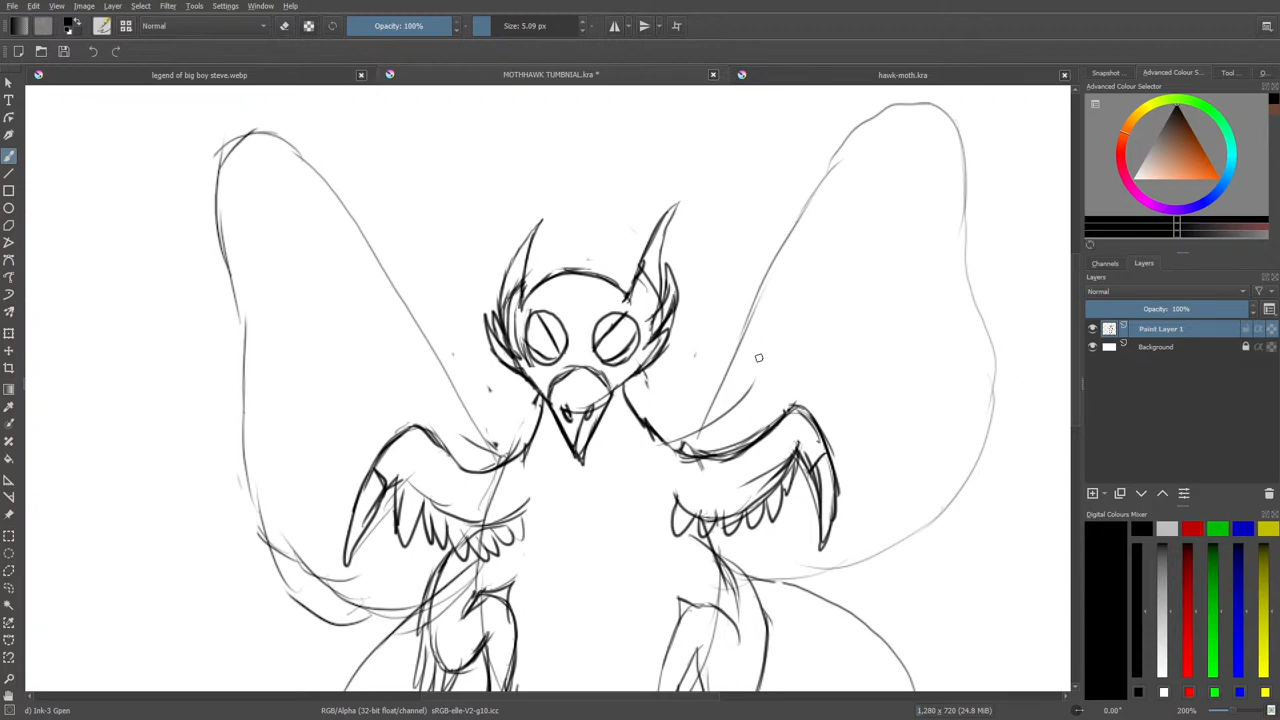 File Edit View Image Layer Select Filter Tools Settings Window Help
Normal
Opacity: 100%
Size: 5.09 px
legend of big boy steve.webp
MOTHHAWK TUMBNIAL.kra *
hawk-moth.kra
Snapshot ...
Advanced Colour S...
Tool ...
Q...
Advanced Colour Selector
Channels
Layers
Layers
Normal
Opacity: 100%
Paint Layer 1
Background
Digital Colours Mixer
d) Ink-3 Gpen
RGB/Alpha (32-bit float/channel) sRGB-elle-V2-g10.icc
1,280 x 720 (24.8 MiB)
0.00°
200%